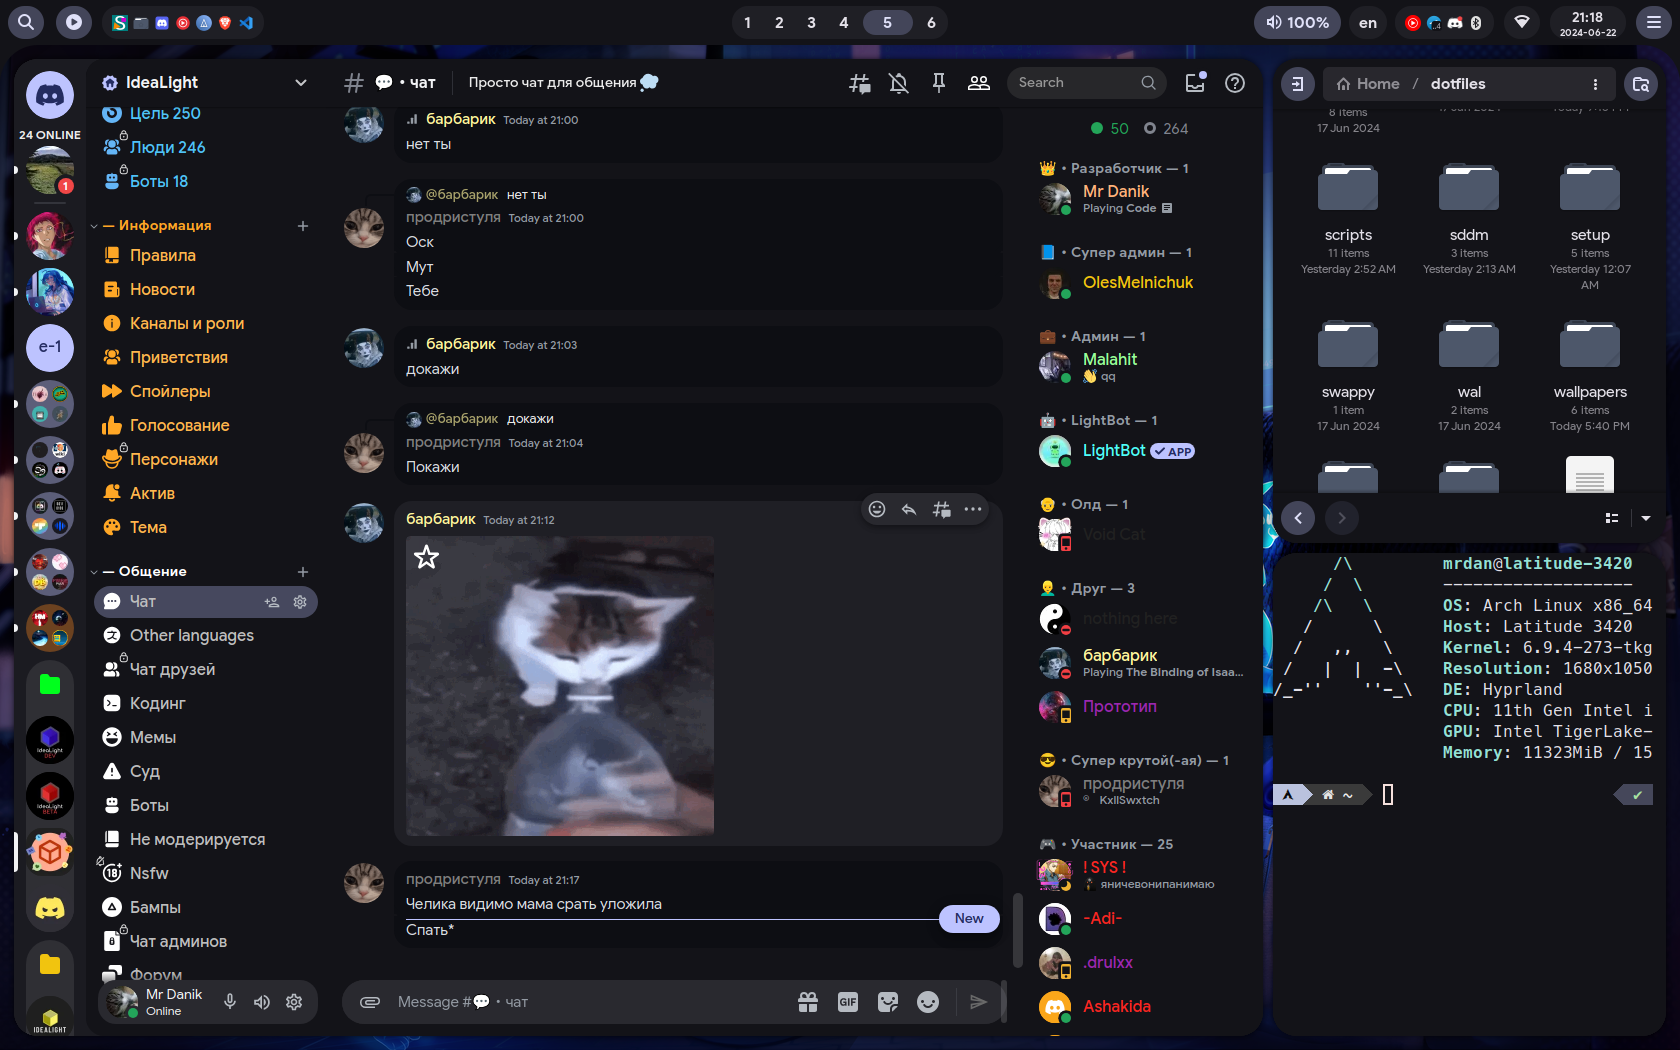 1 2 3 4 5 6
100%
en
21:18
2024-06-22
24 ONLINE
1
e-1
IdeaLight
DEV
IdeaLight
BETA
IDEALIGHT
IdeaLight
Цель 250
Люди 246
Боты 18
— Информация
Правила
Новости
Каналы и роли
Приветствия
Спойлеры
Голосование
Персонажи
Актив
Тема
— Общение
Чат
Other languages
Чат друзей
Кодинг
Мемы
Суд
Боты
Не модерируется
Nsfw
Бампы
Чат админов
Форум
Mr Danik
Online
• чат
Просто чат для общения
Search
барбарик Today at 21:00
нет ты
@барбарик нет ты
продристуля Today at 21:00
Оск
Мут
Тебе
барбарик Today at 21:03
докажи
@барбарик докажи
продристуля Today at 21:04
Покажи
барбарик Today at 21:12
продристуля Today at 21:17
Челика видимо мама срать уложила
New
Спать*
Message # • чат
GIF
50 264
• Разработчик — 1
Mr Danik
Playing Code
• Супер админ — 1
OlesMelnichuk
• Админ — 1
Malahit
qq
• LightBot — 1
LightBot APP
• Олд — 1
Void Cat
• Друг — 3
nothing here
барбарик
Playing The Binding of Isaa...
Прототип
• Супер крутой(-ая) — 1
продристуля
KxllSwxtch
• Участник — 25
! SYS !
яничевонипанимаю
-Adi-
.drulxx
Ashakida
Home / dotfiles
8 items
17 Jun 2024
scripts
11 items
Yesterday 2:52 AM
sddm
3 items
Yesterday 2:13 AM
setup
5 items
Yesterday 12:07
AM
swappy
1 item
17 Jun 2024
wal
2 items
17 Jun 2024
wallpapers
6 items
Today 5:40 PM
mrdan@latitude-3420
-------------------
OS: Arch Linux x86_64
Host: Latitude 3420
Kernel: 6.9.4-273-tkg
Resolution: 1680x1050
DE: Hyprland
CPU: 11th Gen Intel i
GPU: Intel TigerLake-
Memory: 11323MiB / 15
~